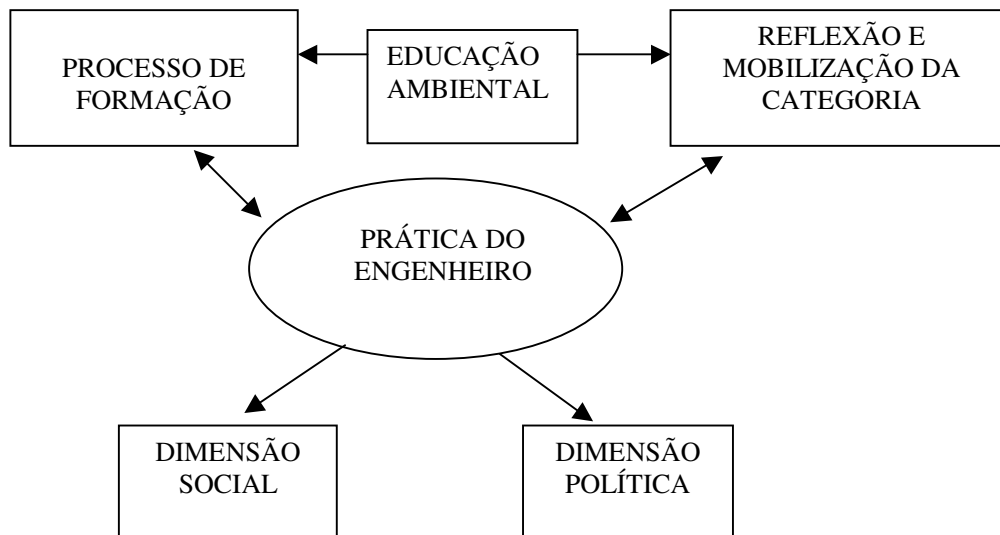 PROCESSO DE
FORMAÇÃO
EDUCAÇÃO
AMBIENTAL
REFLEXÃO E
MOBILIZAÇÃO DA
CATEGORIA
PRÁTICA DO
ENGENHEIRO
DIMENSÃO
SOCIAL
DIMENSÃO
POLÍTICA